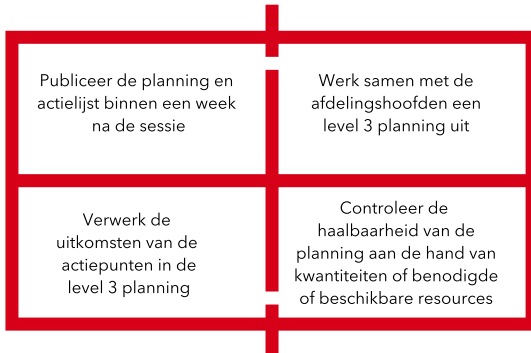 Publiceer de planning en
actielijst binnen een week
na de sessie
Werk samen met de
afdelingshoofden een
level 3 planning uit
Verwerk de
uitkomsten van de
actiepunten in de
level 3 planning
Controleer de
haalbaarheid van de
planning aan de hand van
kwantiteiten of benodigde
of beschikbare resources